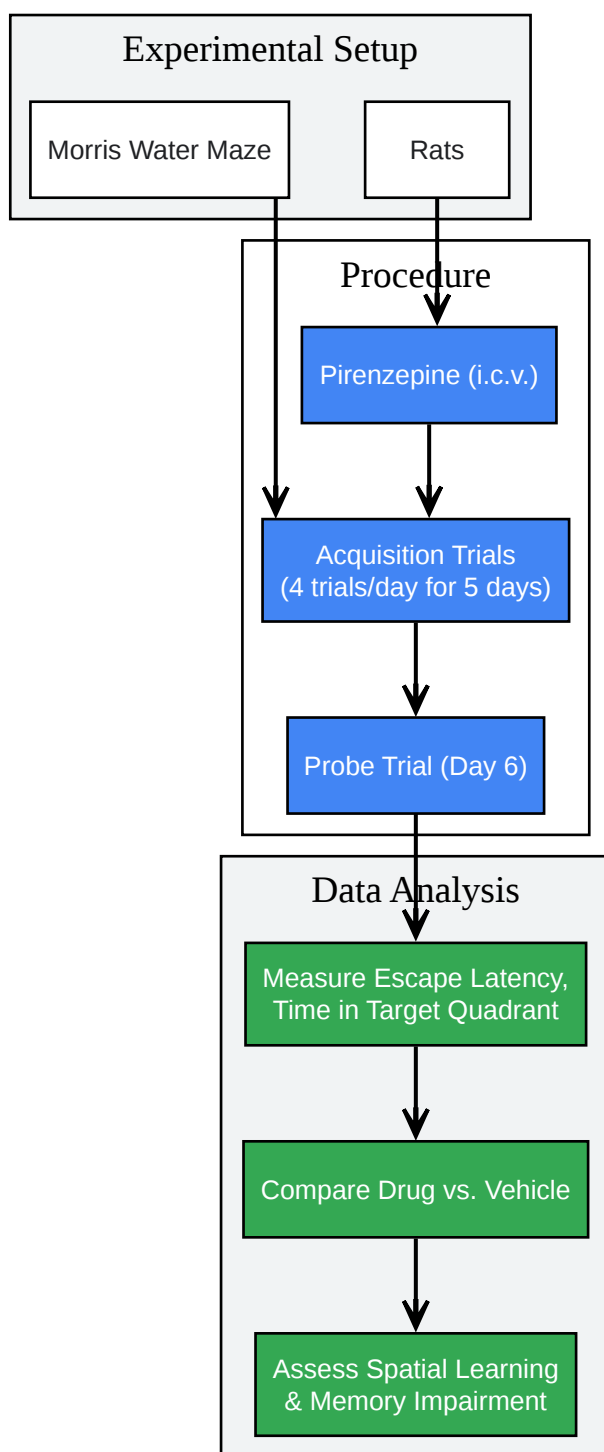 Experimental Setup
Morris Water Maze
Rats
Procedure
Pirenzepine (i.c.v.)
Acquisition Trials
(4 trials/day for 5 days)
Probe Trial (Day 6)
Data Analysis
Measure Escape Latency,
Time in Target Quadrant
Compare Drug vs. Vehicle
Assess Spatial Learning
& Memory Impairment